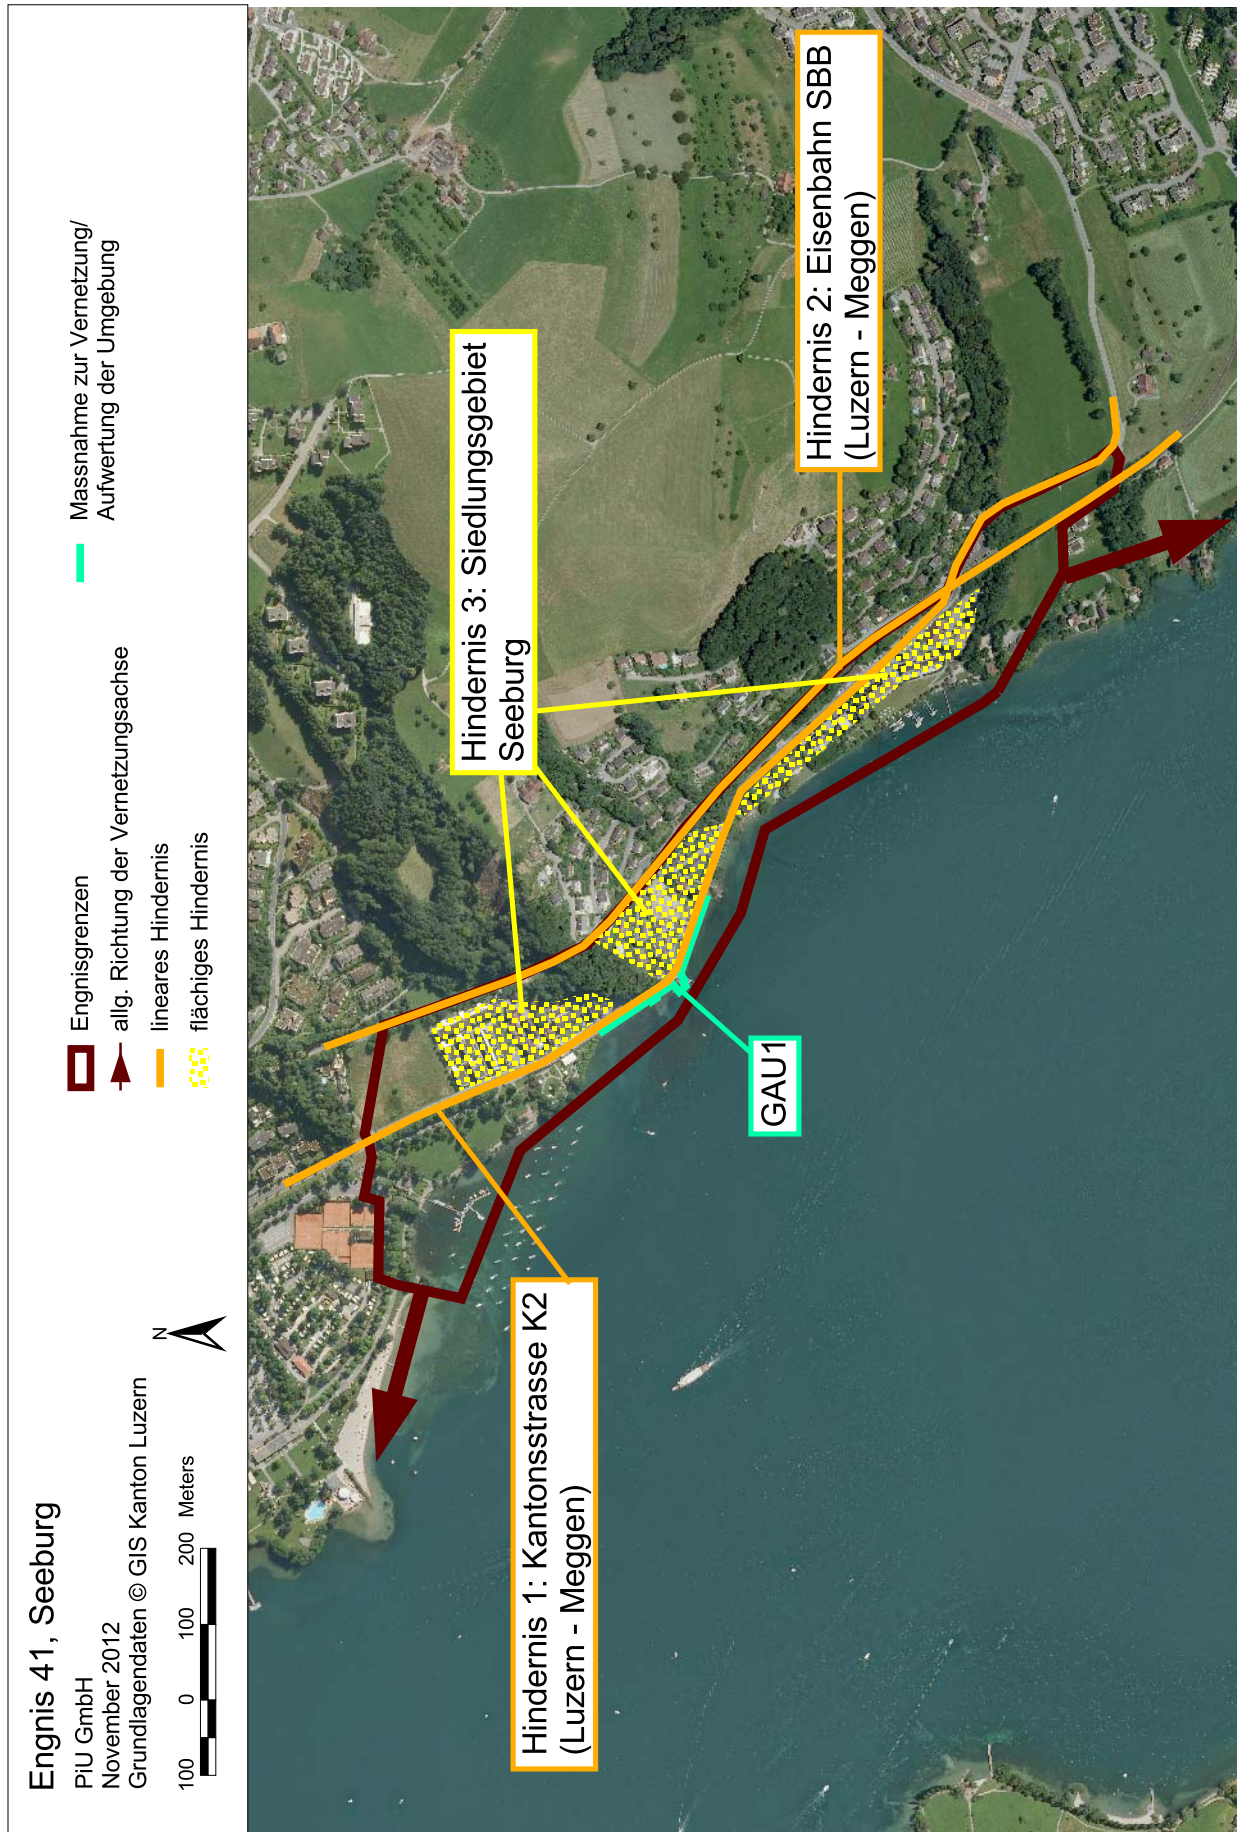 Engnis 41, Seeburg
PiU GmbH
November 2012
Grundlagendaten © GIS Kanton Luzern
100 0 100 200 Meters
N
Engnisgrenzen
allg. Richtung der Vernetzungsachse
lineares Hindernis
flächiges Hindernis
Massnahme zur Vernetzung/
Aufwertung der Umgebung
Hindernis 1: Kantonsstrasse K2
(Luzern - Meggen)
GAU1
Hindernis 3: Siedlungsgebiet
Seeburg
Hindernis 2: Eisenbahn SBB
(Luzern - Meggen)